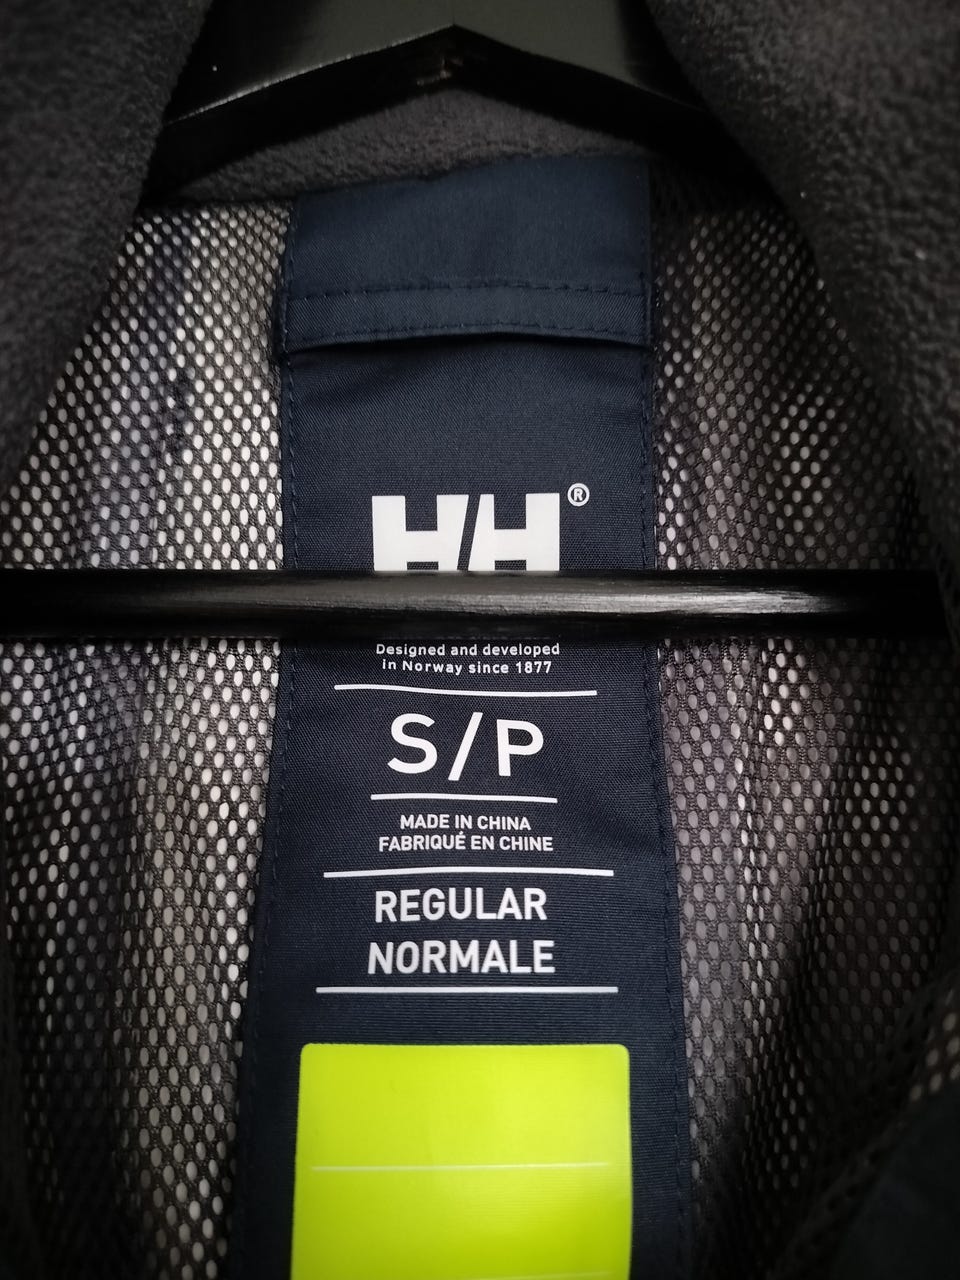 HH®
Designed and developed
in Norway since 1877
S/P
MADE IN CHINA
FABRIQUÉ EN CHINE
REGULAR
NORMALE